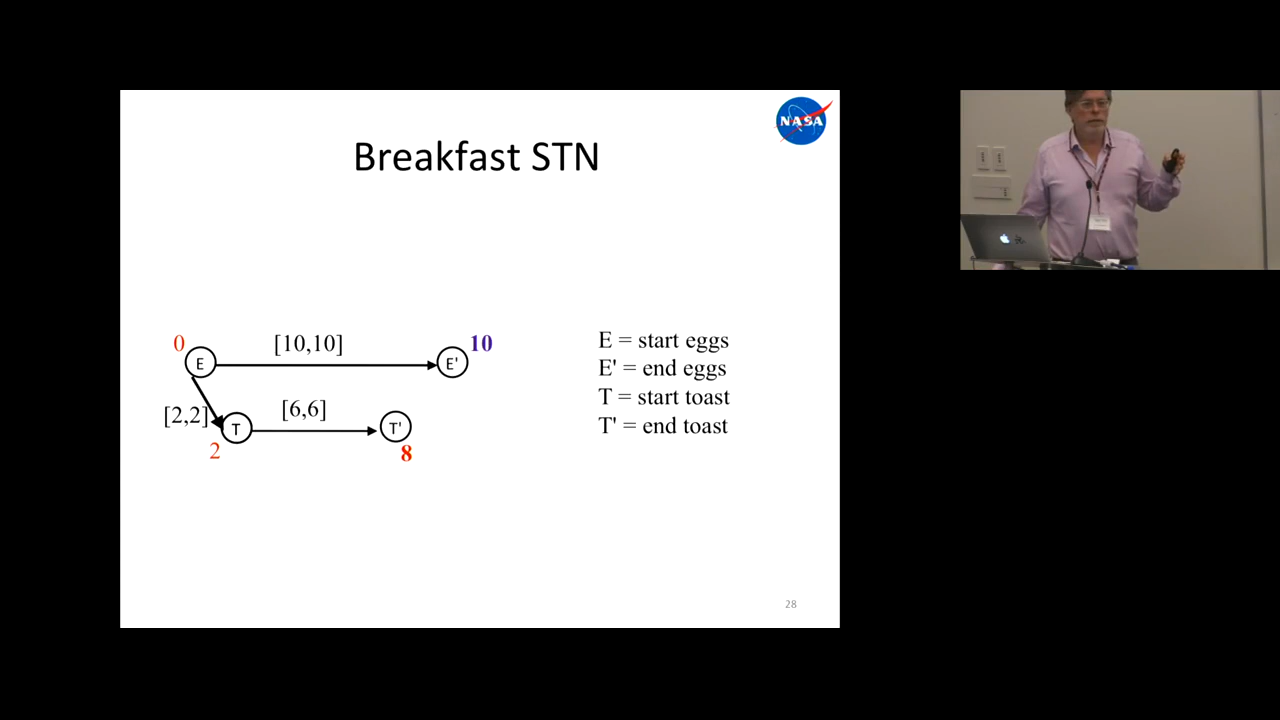 NASA
Breakfast STN
0
[10,10]
10
E
E'
[2,2]
[6,6]
T
T'
2
8
E = start eggs
E' = end eggs
T = start toast
T' = end toast
28